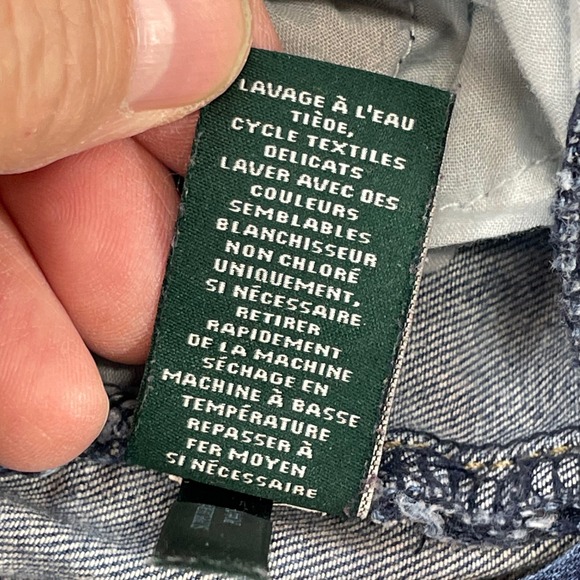 LAVAGE À L'EAU
TIÈDE,
CYCLE TEXTILES
DELICATS
LAVER AVEC DES
COULEURS
SEMBLABLES
BLANCHISSEUR
NON CHLORÉ
UNIQUEMENT,
SI NÉCESSAIRE
RETIRER
RAPIDEMENT
DE LA MACHINE
SÉCHAGE EN
MACHINE À BASSE
TEMPÉRATURE
REPASSER À
FER MOYEN
SI NÉCESSAIRE